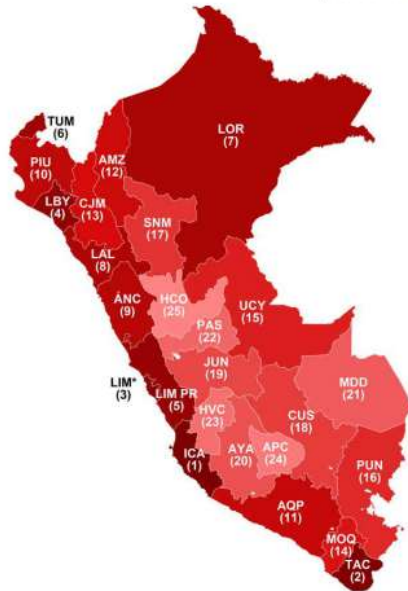 TUM
(6)
LOR
(7)
PIU
(10)
AMZ
(12)
LBY
(4)
CJM
(13)
SNM
(17)
LAL
(8)
ÁNC
(9)
HCO
(25)
UCY
(15)
PAS
(22)
JUN
(19)
LIM*
(3)
LIM PR
(5)
MDD
(21)
HVC
(23)
CUS
(18)
ICA
(1)
AYA
(20)
APC
(24)
PUN
(16)
AQP
(11)
MOQ
(14)
TAC
(2)